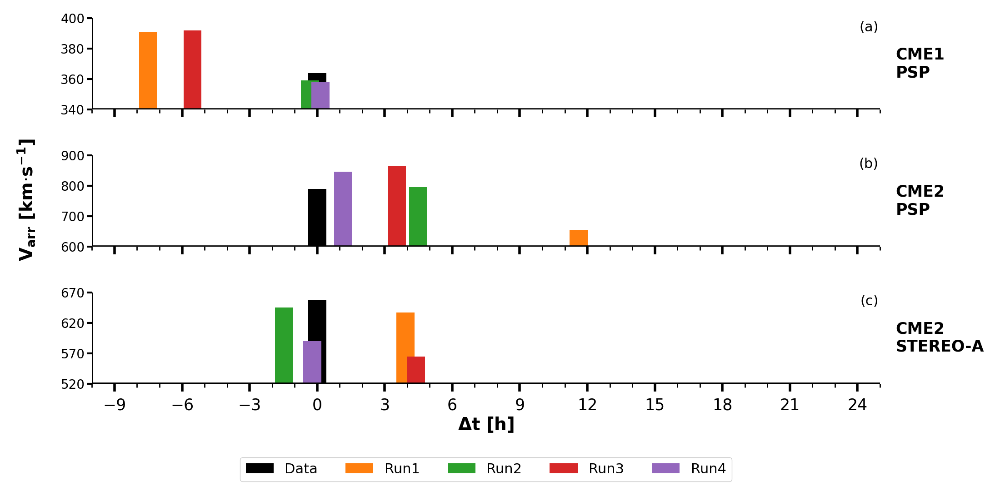 400
380
360
340
(a)
CME1
PSP
900
800
700
600
(b)
CME2
PSP
670
620
570
520
(c)
CME2
STEREO-A
V_arr [km·s⁻¹]
−9 −6 −3 0 3 6 9 12 15 18 21 24
Δt [h]
Data Run1 Run2 Run3 Run4